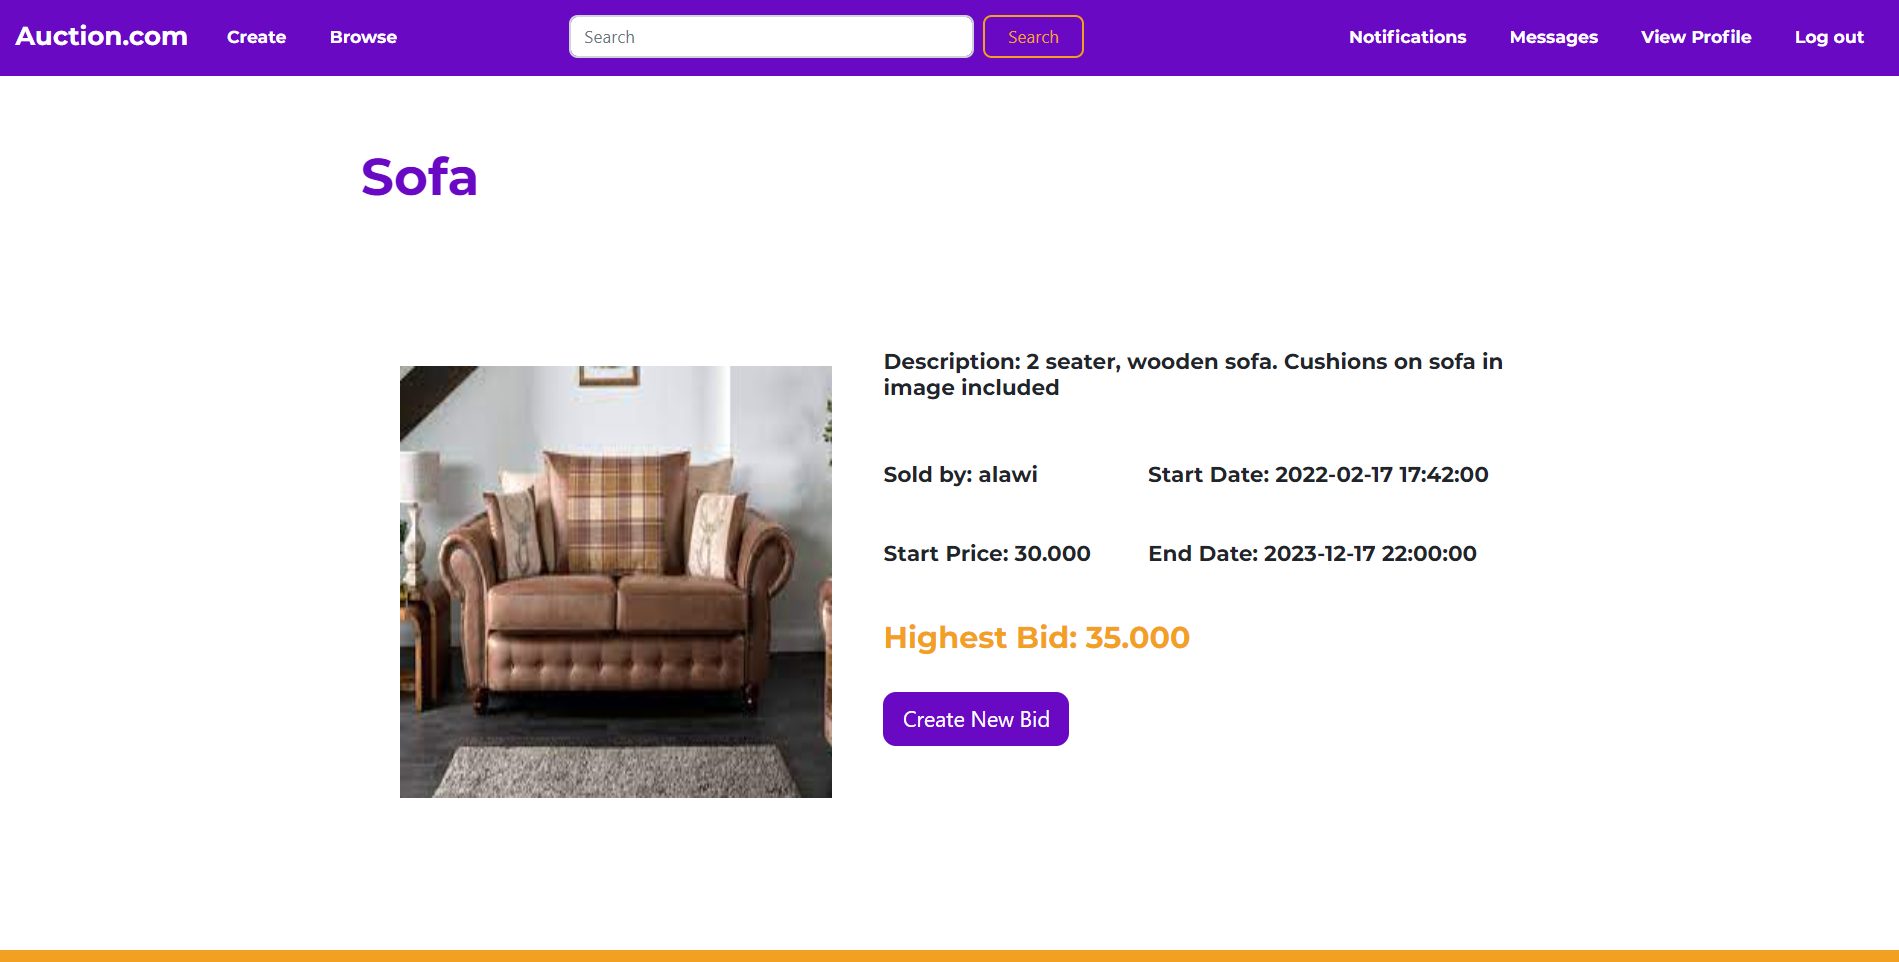 Auction.com Create Browse Search Search Notifications Messages View Profile Log out
Sofa
Description: 2 seater, wooden sofa. Cushions on sofa in
image included
Sold by: alawi Start Date: 2022-02-17 17:42:00
Start Price: 30.000 End Date: 2023-12-17 22:00:00
Highest Bid: 35.000
Create New Bid